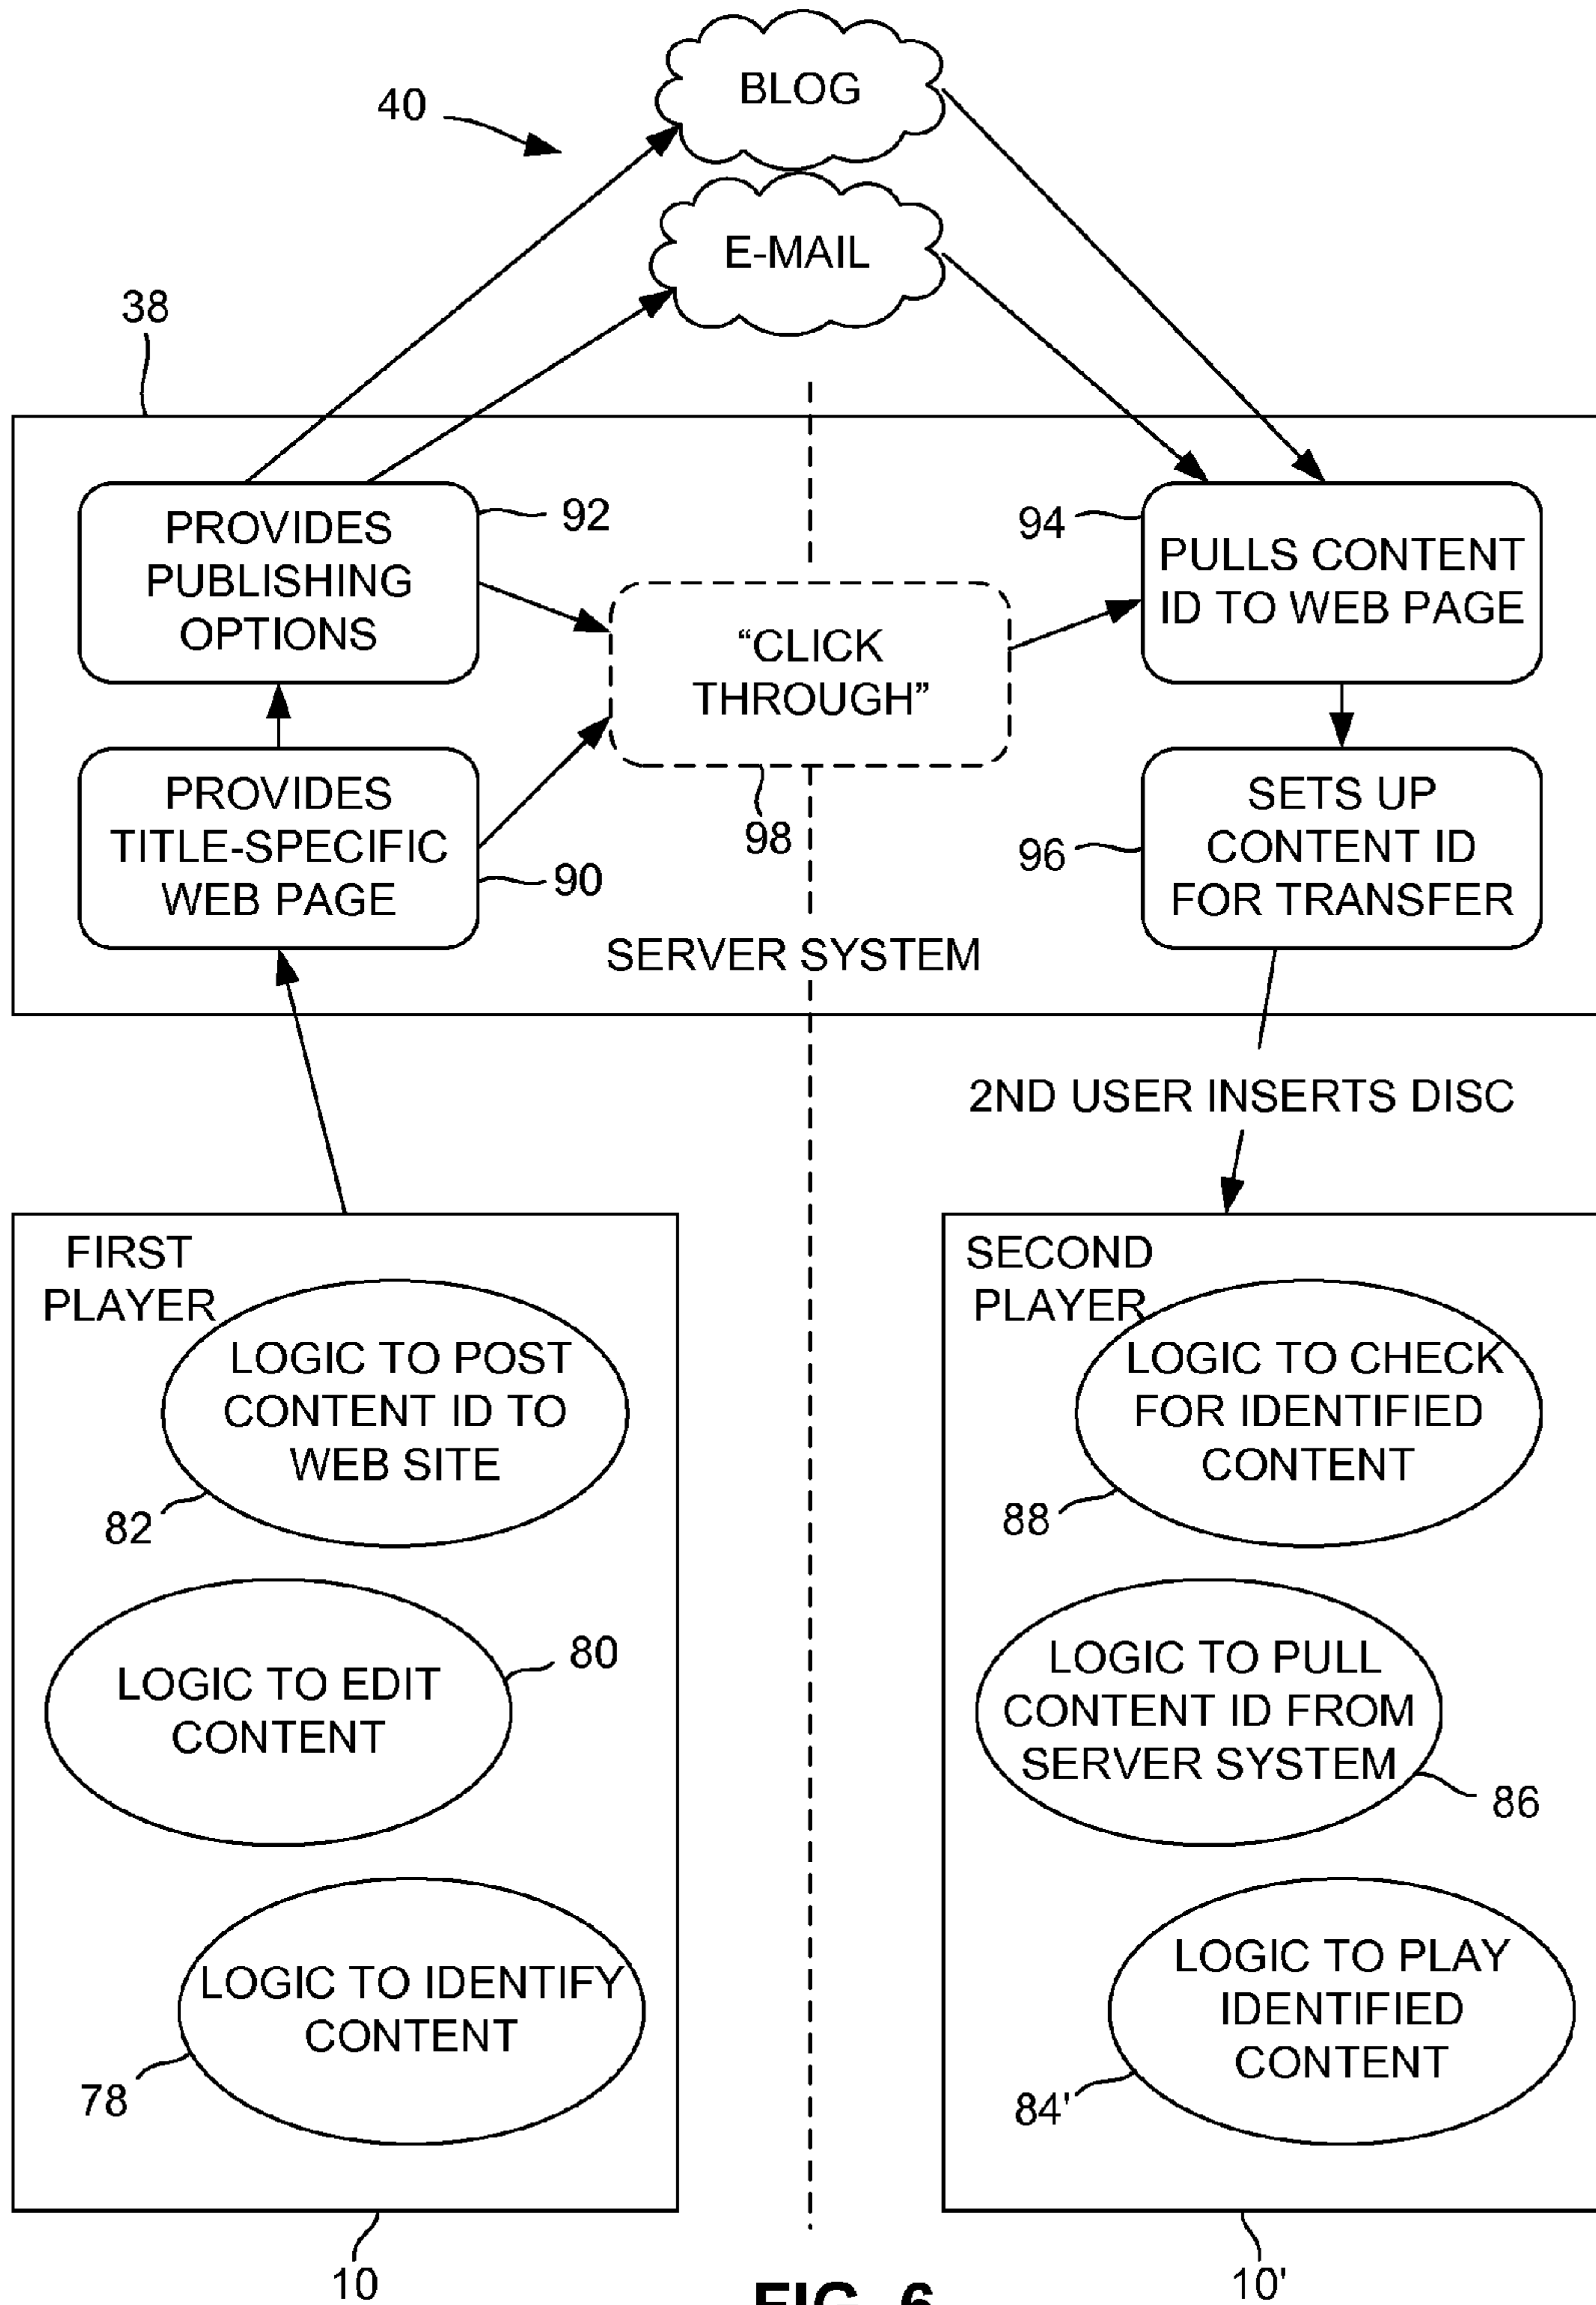 BLOG
40
E-MAIL
38
PROVIDES
PUBLISHING
OPTIONS
92
94
PULLS CONTENT
ID TO WEB PAGE
“CLICK
THROUGH”
98
PROVIDES
TITLE-SPECIFIC
WEB PAGE
90
96
SETS UP
CONTENT ID
FOR TRANSFER
SERVER SYSTEM
2ND USER INSERTS DISC
FIRST
PLAYER
LOGIC TO POST
CONTENT ID TO
WEB SITE
82
LOGIC TO EDIT
CONTENT
80
LOGIC TO IDENTIFY
CONTENT
78
10
SECOND
PLAYER
LOGIC TO CHECK
FOR IDENTIFIED
CONTENT
88
LOGIC TO PULL
CONTENT ID FROM
SERVER SYSTEM
86
LOGIC TO PLAY
IDENTIFIED
CONTENT
84'
10'
FIG. 6